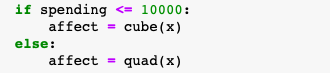 if spending <= 10000:
    affect = cube(x)
else:
    affect = quad(x)